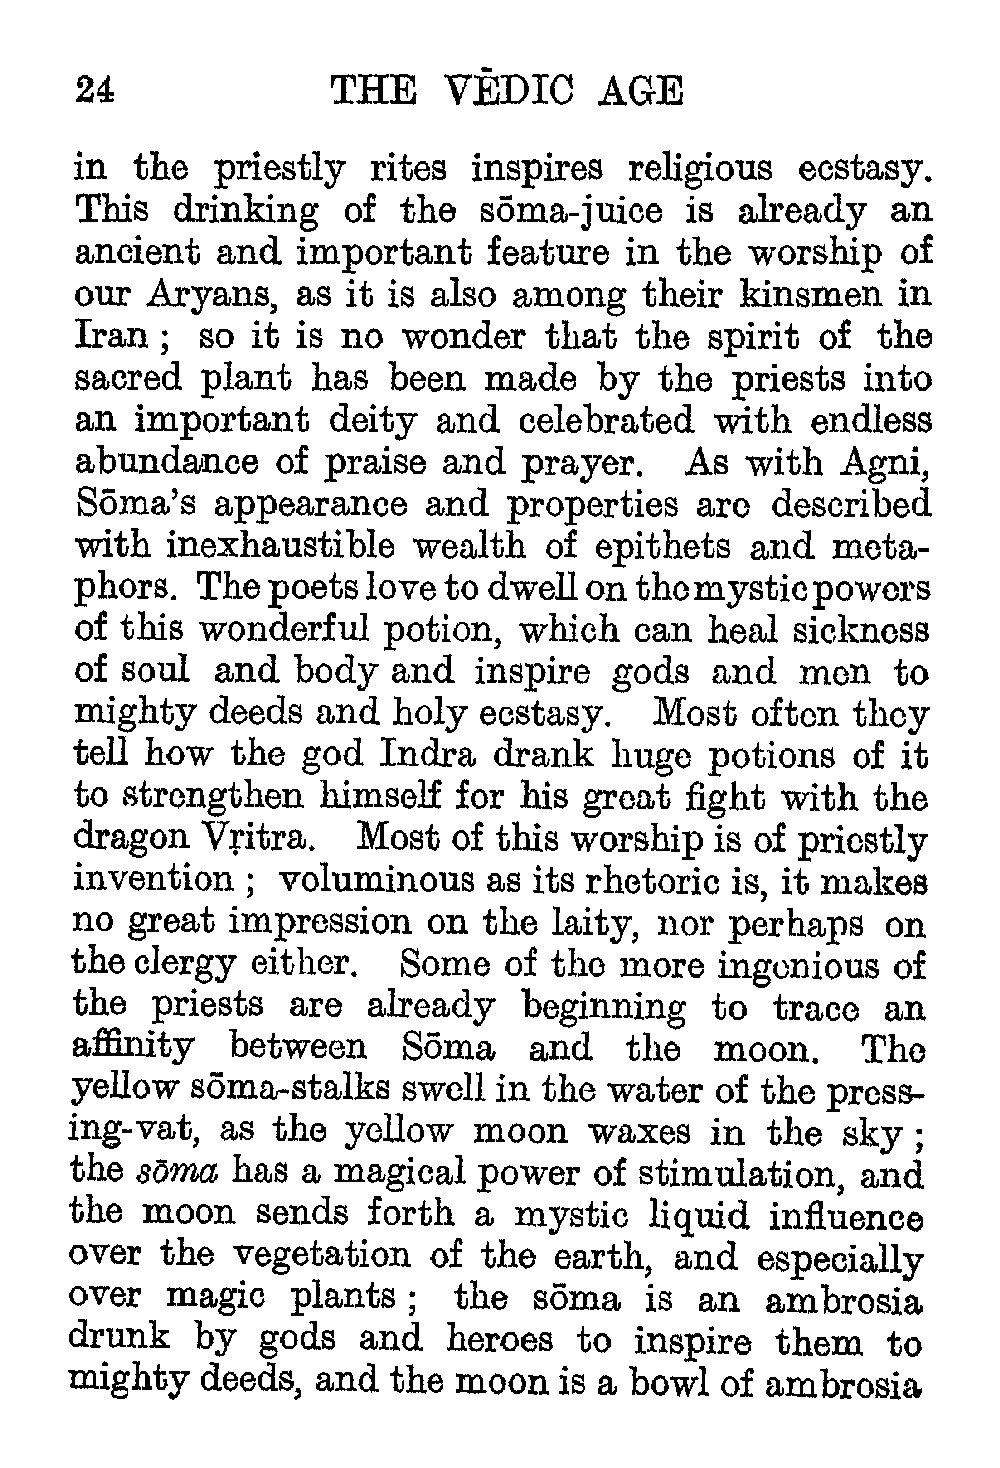 24 THE VĒDIC AGE
in the priestly rites inspires religious ecstasy.
This drinking of the sōma-juice is already an
ancient and important feature in the worship of
our Aryans, as it is also among their kinsmen in
Iran ; so it is no wonder that the spirit of the
sacred plant has been made by the priests into
an important deity and celebrated with endless
abundance of praise and prayer. As with Agni,
Sōma's appearance and properties are described
with inexhaustible wealth of epithets and meta-
phors. The poets love to dwell on the mystic powers
of this wonderful potion, which can heal sickness
of soul and body and inspire gods and men to
mighty deeds and holy ecstasy. Most often they
tell how the god Indra drank huge potions of it
to strengthen himself for his great fight with the
dragon Vṛitra. Most of this worship is of priestly
invention ; voluminous as its rhetoric is, it makes
no great impression on the laity, nor perhaps on
the clergy either. Some of the more ingenious of
the priests are already beginning to trace an
affinity between Sōma and the moon. The
yellow sōma-stalks swell in the water of the press-
ing-vat, as the yellow moon waxes in the sky ;
the sōma has a magical power of stimulation, and
the moon sends forth a mystic liquid influence
over the vegetation of the earth, and especially
over magic plants ; the sōma is an ambrosia
drunk by gods and heroes to inspire them to
mighty deeds, and the moon is a bowl of ambrosia